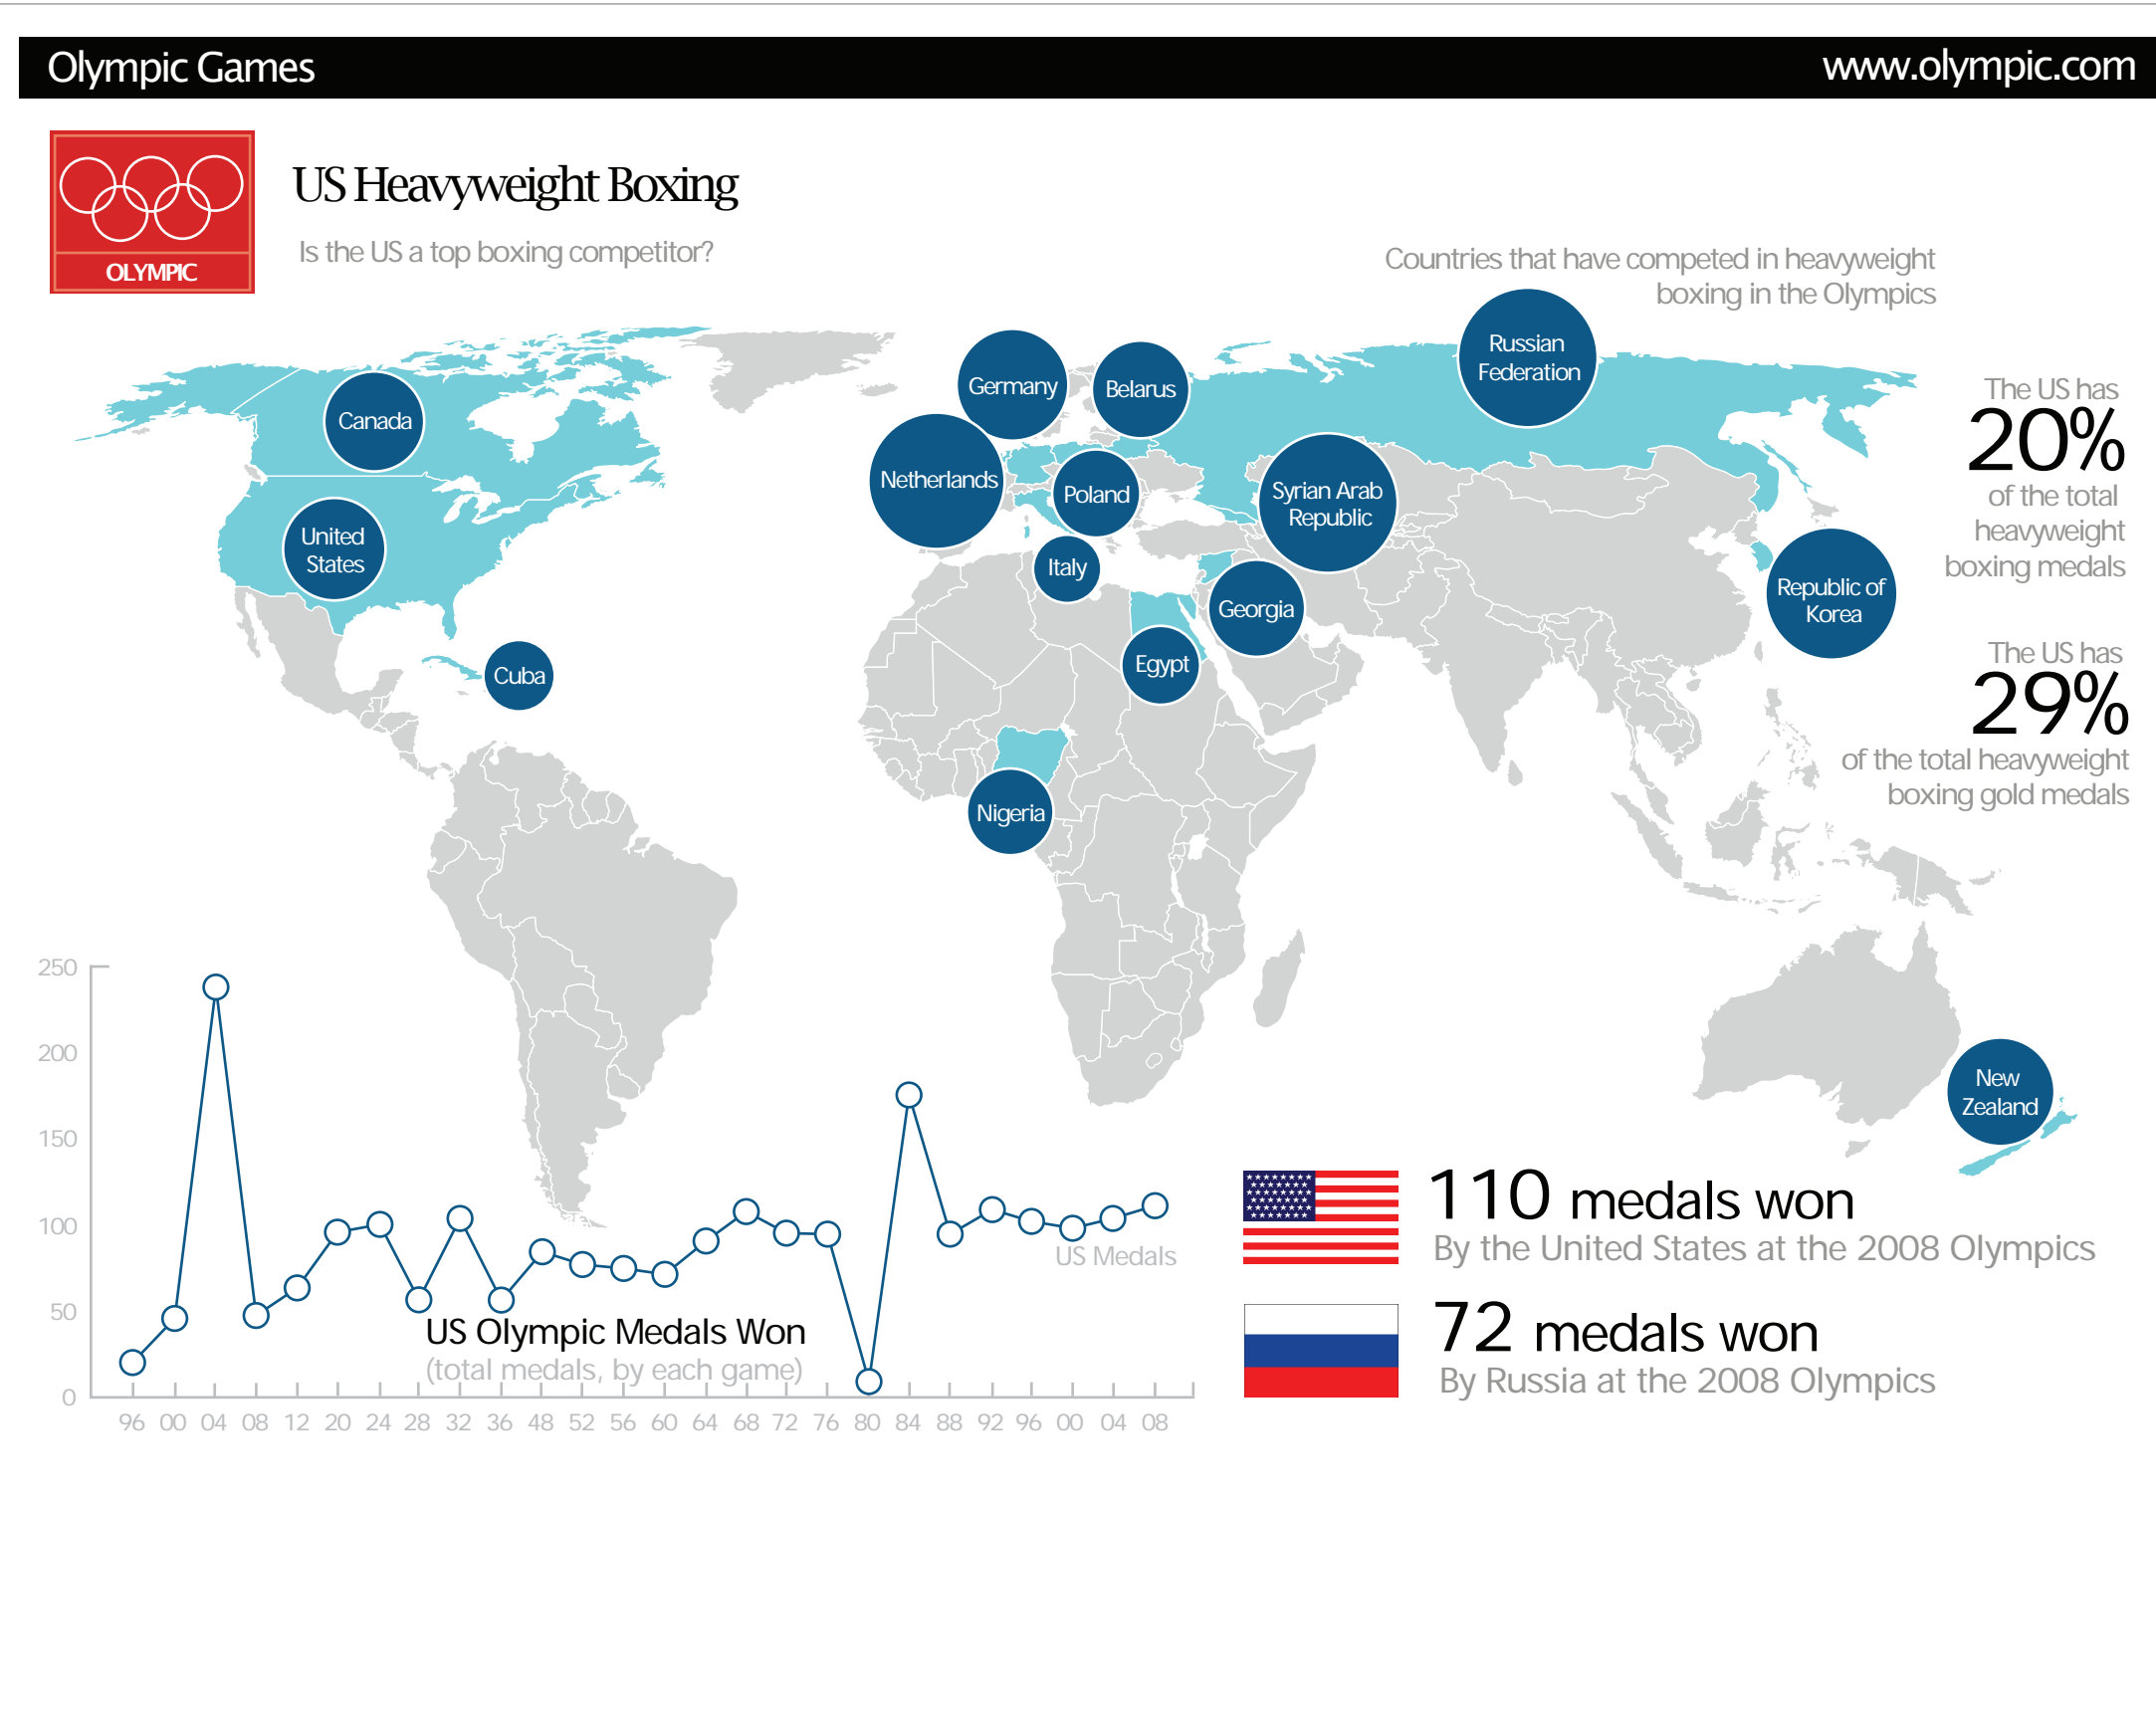 Olympic Games
www.olympic.com
OLYMPIC
US Heavyweight Boxing
Is the US a top boxing competitor?
Countries that have competed in heavyweight
boxing in the Olympics
Canada
United
States
Cuba
Germany
Belarus
Netherlands
Poland
Italy
Russian
Federation
Syrian Arab
Republic
Georgia
Egypt
Nigeria
Republic of
Korea
New
Zealand
The US has
20%
of the total
heavyweight
boxing medals
The US has
29%
of the total heavyweight
boxing gold medals
250
200
150
100
50
0
US Medals
US Olympic Medals Won
(total medals, by each game)
96 00 04 08 12 20 24 28 32 36 48 52 56 60 64 68 72 76 80 84 88 92 96 00 04 08
110 medals won
By the United States at the 2008 Olympics
72 medals won
By Russia at the 2008 Olympics